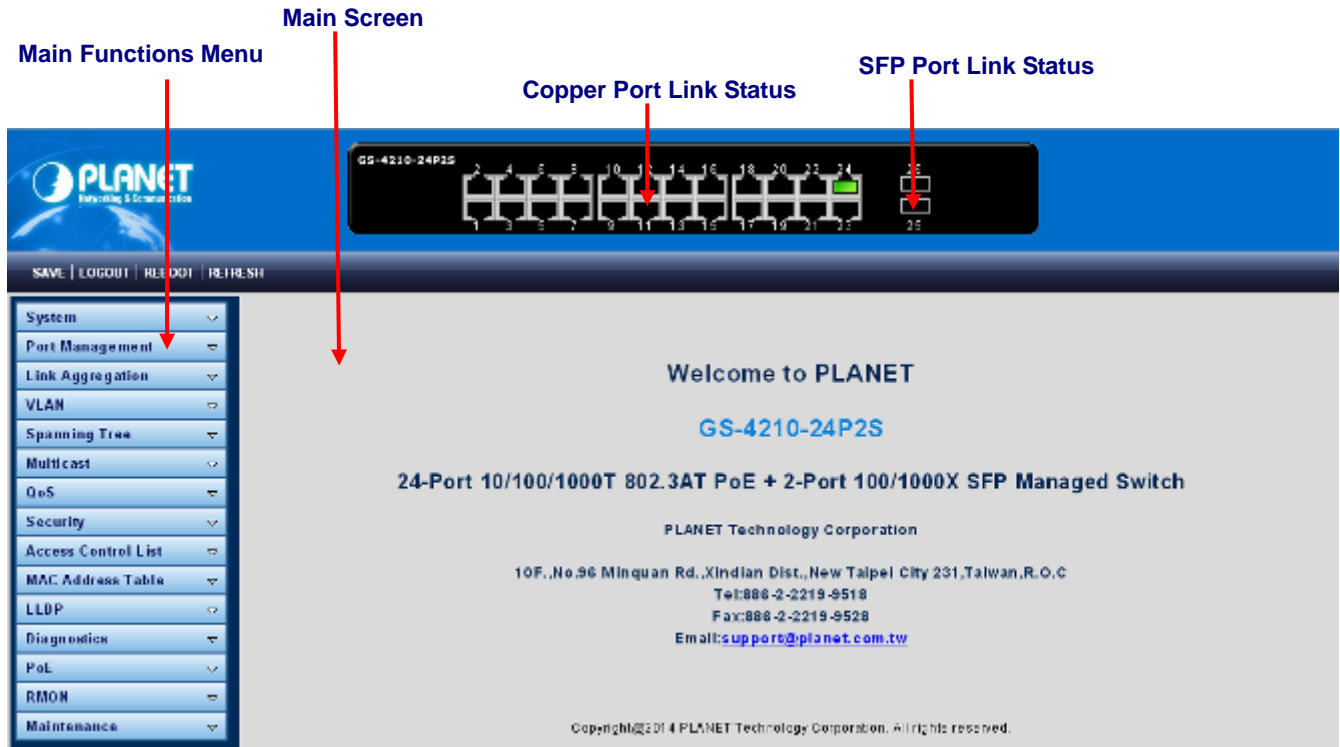 Main Screen
Main Functions Menu
SFP Port Link Status
Copper Port Link Status
PLANET
Networking & Communication
GS-4210-24P2S
2 4 6 8 10 12 14 16 18 20 22 24 26
1 3 5 7 9 11 13 15 17 19 21 23 25
SAVE | LOGOUT | REBOOT | REFRESH
System
Port Management
Link Aggregation
VLAN
Spanning Tree
Multicast
QoS
Security
Access Control List
MAC Address Table
LLDP
Diagnostics
PoE
RMON
Maintenance
Welcome to PLANET
GS-4210-24P2S
24-Port 10/100/1000T 802.3AT PoE + 2-Port 100/1000X SFP Managed Switch
PLANET Technology Corporation
10F.,No.96 Minquan Rd.,Xindian Dist.,New Taipei City 231,Taiwan,R.O.C
Tel:886-2-2219-9518
Fax:886-2-2219-9528
Email:support@planet.com.tw
Copyright@2014 PLANET Technology Corporation. All rights reserved.